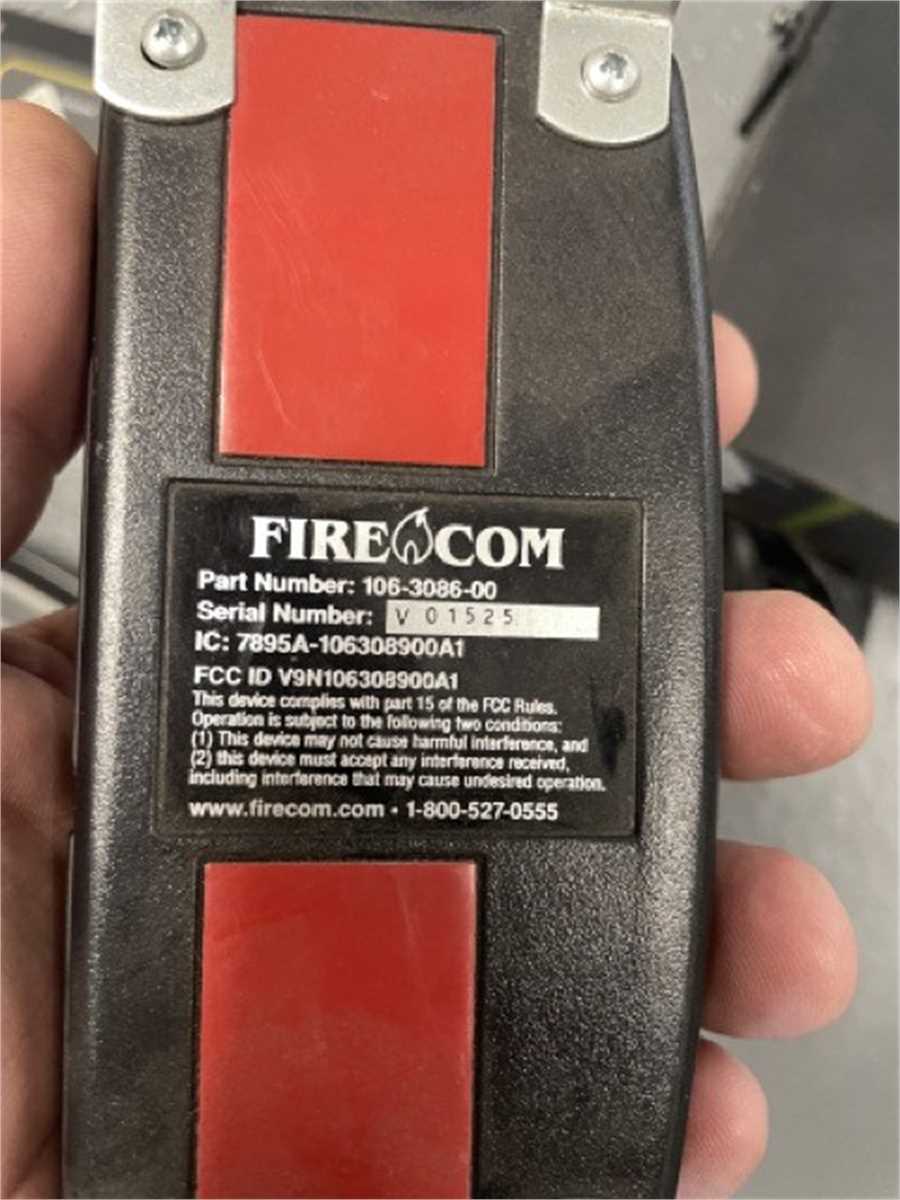 FIRE COM
Part Number: 106-3086-00
Serial Number: V 01525
IC: 7895A-106308900A1
FCC ID V9N106308900A1
This device complies with part 15 of the FCC Rules.
Operation is subject to the following two conditions:
(1) This device may not cause harmful interference, and
(2) this device must accept any interference received,
including interference that may cause undesired operation.
www.firecom.com • 1-800-527-0555